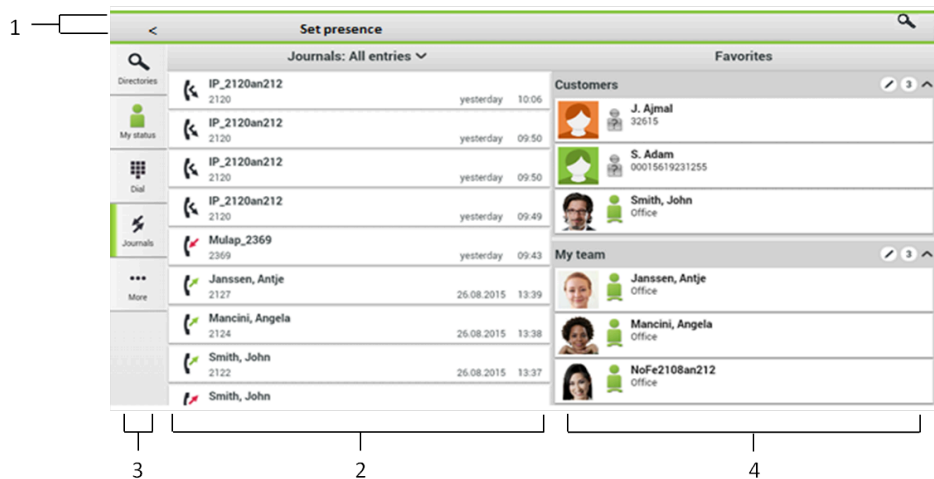 1
< Set presence
Journals: All entries
Favorites
Directories
My status
Dial
Journals
More
IP_2120an212
2120 yesterday 10:06
IP_2120an212
2120 yesterday 09:50
IP_2120an212
2120 yesterday 09:50
IP_2120an212
2120 yesterday 09:49
Mulap_2369
2369 yesterday 09:43
Janssen, Antje
2127 26.08.2015 13:39
Mancini, Angela
2124 26.08.2015 13:38
Smith, John
2122 26.08.2015 13:37
Smith, John
Customers 3
J. Ajmal
32615
S. Adam
00015619231255
Smith, John
Office
My team 3
Janssen, Antje
Office
Mancini, Angela
Office
NoFe2108an212
Office
3 2 4